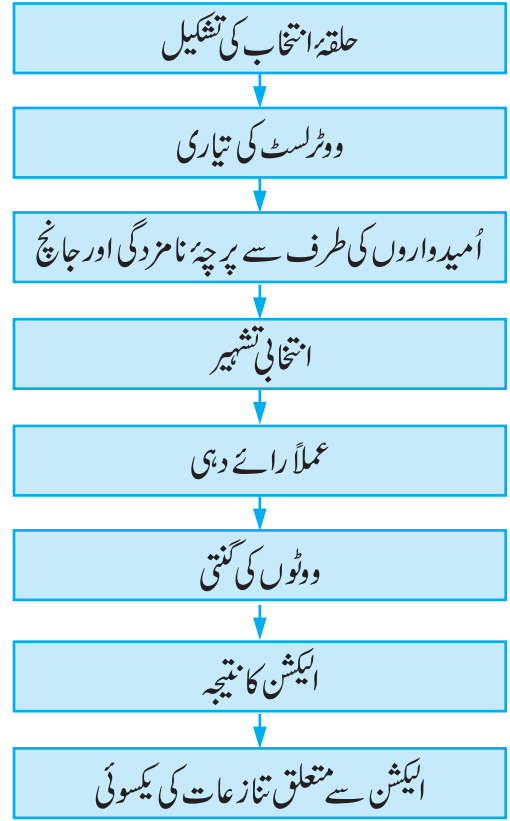 حلقۂ انتخاب کی تشکیل
ووٹر لسٹ کی تیاری
اُمیدواروں کی طرف سے پرچۂ نامزدگی اور جانچ
انتخابی تشہیر
عملاً رائے دہی
ووٹوں کی گنتی
الیکشن کا نتیجہ
الیکشن سے متعلق تنازعات کی یکسوئی